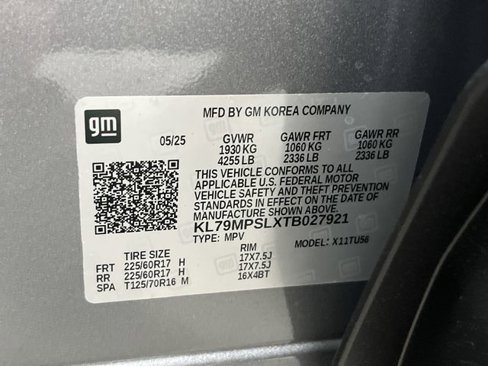 gm
MFD BY GM KOREA COMPANY
05/25 GVWR GAWR FRT GAWR RR
1930 KG 1060 KG 1060 KG
4255 LB 2336 LB 2336 LB
THIS VEHICLE CONFORMS TO ALL
APPLICABLE U.S. FEDERAL MOTOR
VEHICLE SAFETY AND THEFT PREVENTION
STANDARDS IN EFFECT ON THE DATE OF
MANUFACTURE SHOWN ABOVE.
KL79MPSLXTB027921
TYPE: MPV MODEL: X11TU56
TIRE SIZE RIM
FRT 225/60R17 H 17X7.5J
RR 225/60R17 H 17X7.5J
SPA T125/70R16 M 16X4BT